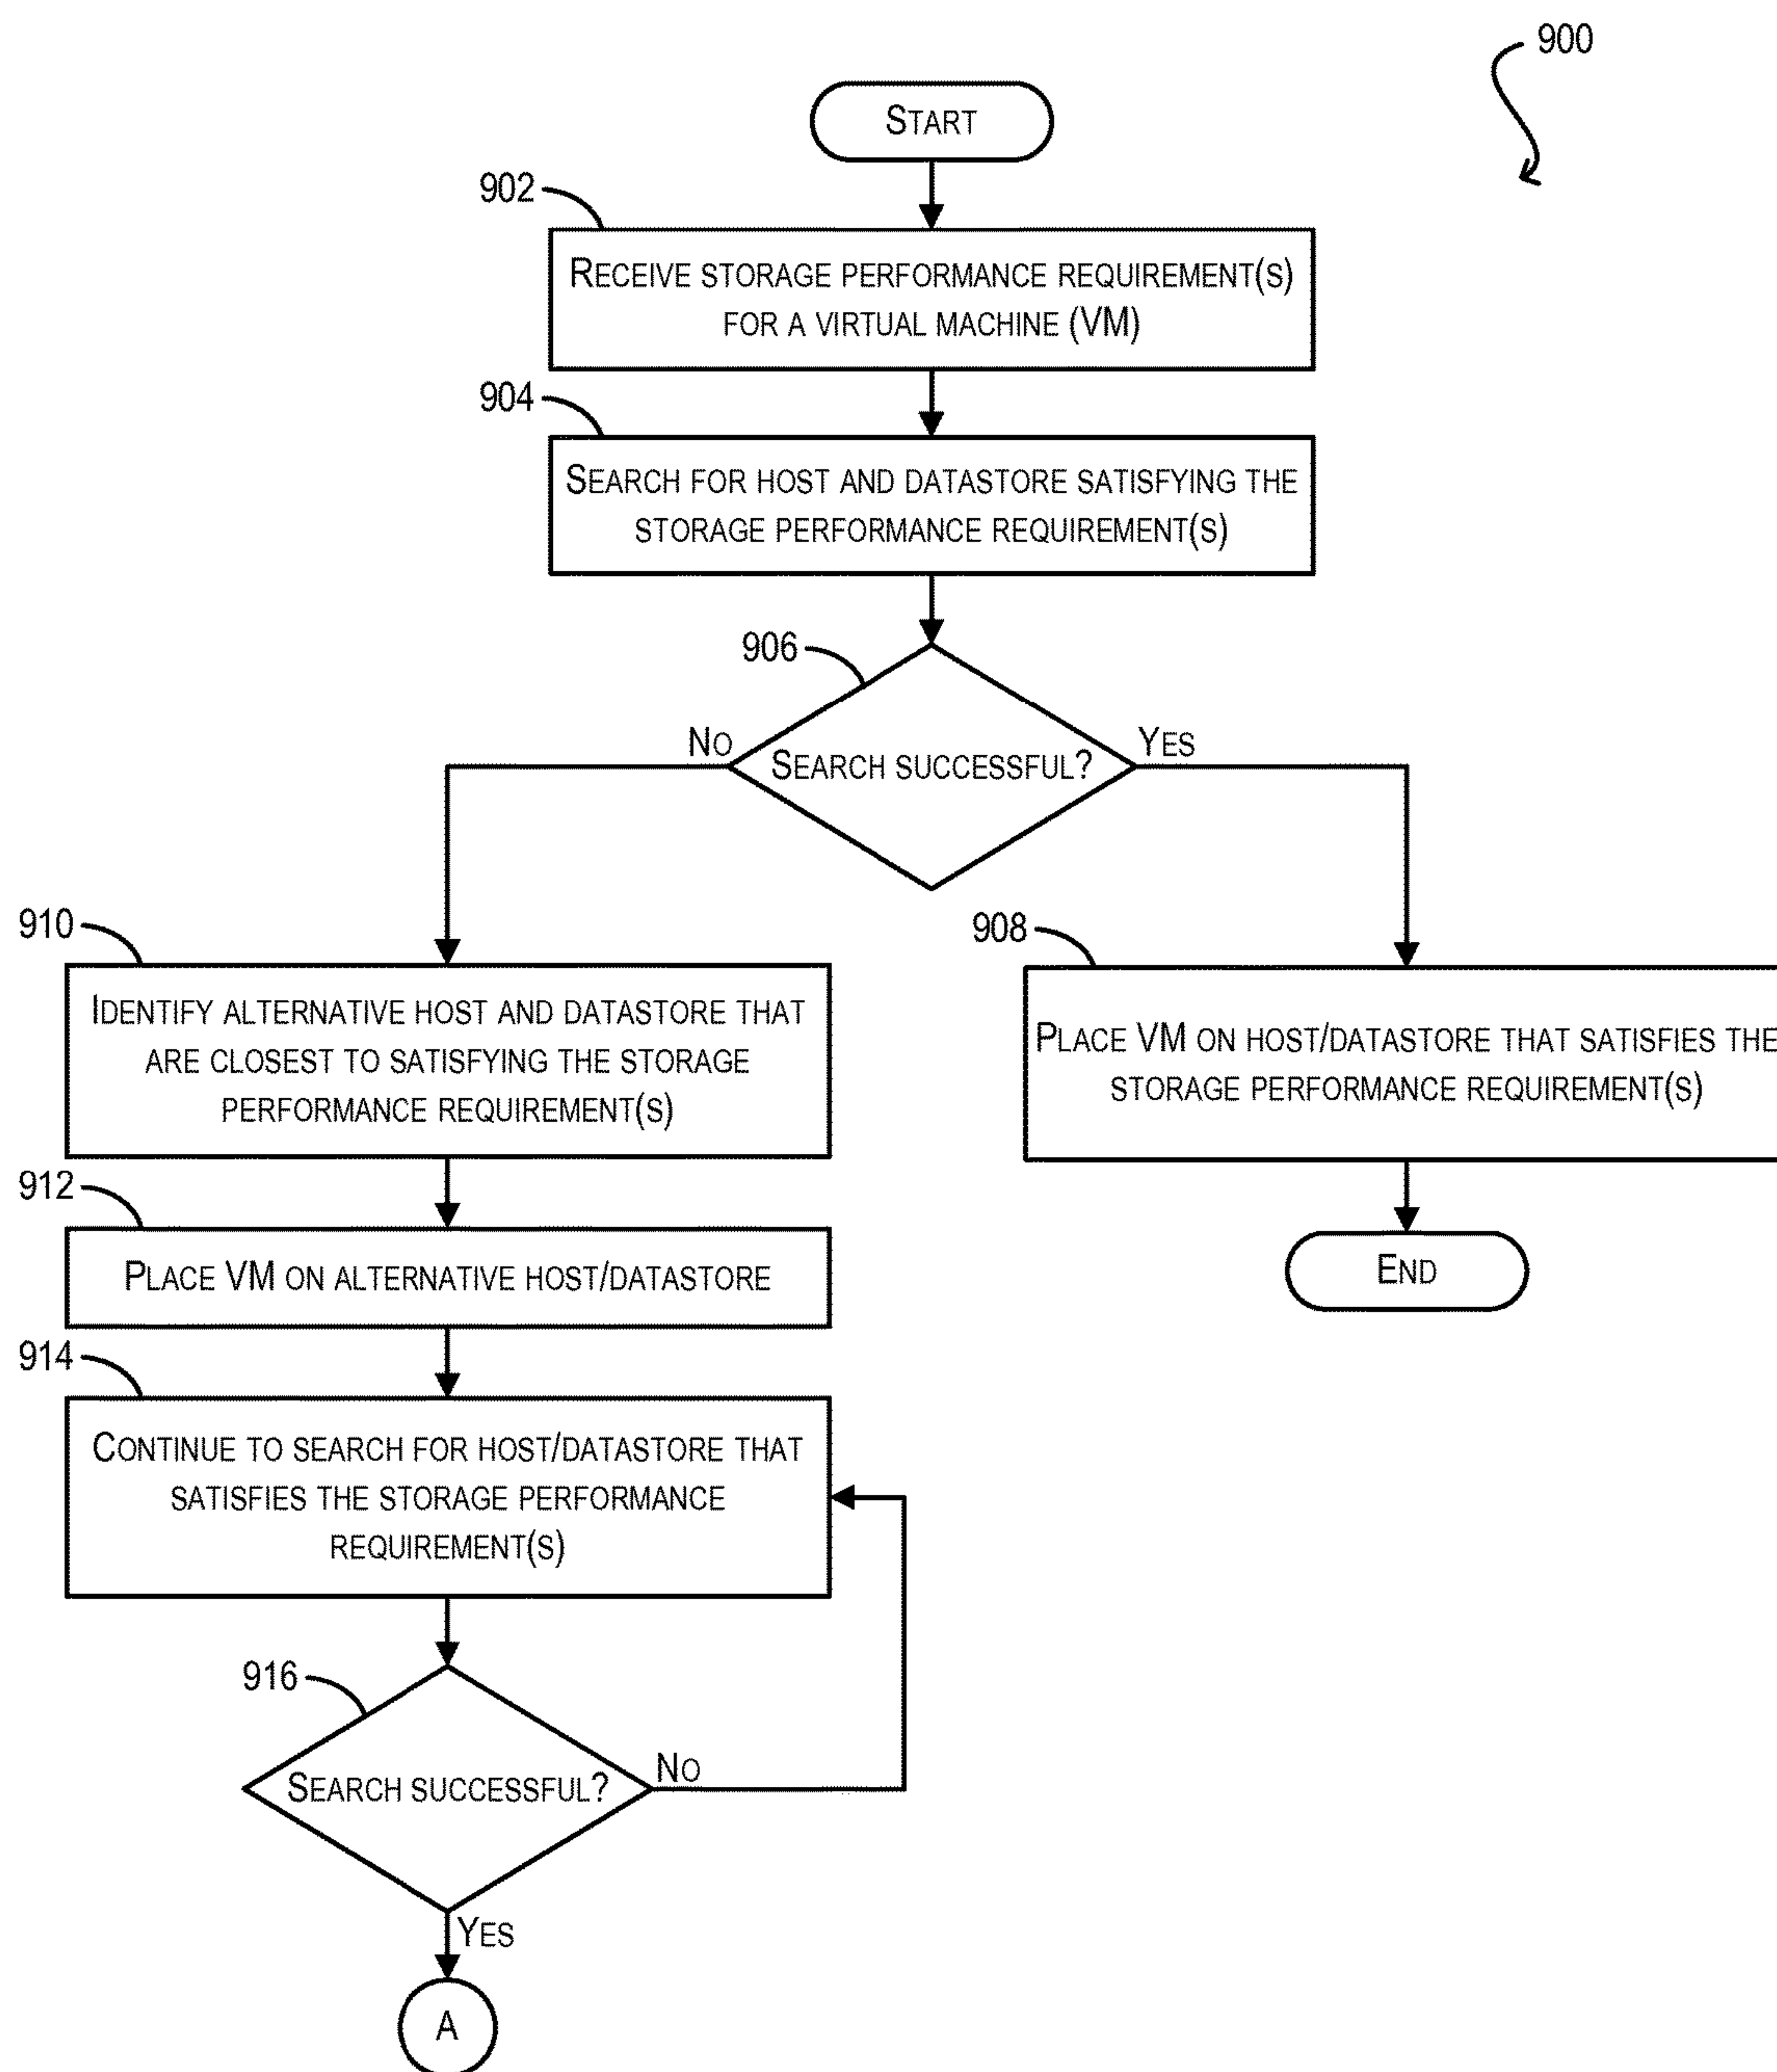 900
START
902
RECEIVE STORAGE PERFORMANCE REQUIREMENT(S)
FOR A VIRTUAL MACHINE (VM)
904
SEARCH FOR HOST AND DATASTORE SATISFYING THE
STORAGE PERFORMANCE REQUIREMENT(S)
906
NO
SEARCH SUCCESSFUL?
YES
910
IDENTIFY ALTERNATIVE HOST AND DATASTORE THAT
ARE CLOSEST TO SATISFYING THE STORAGE
PERFORMANCE REQUIREMENT(S)
908
PLACE VM ON HOST/DATASTORE THAT SATISFIES THE
STORAGE PERFORMANCE REQUIREMENT(S)
END
912
PLACE VM ON ALTERNATIVE HOST/DATASTORE
914
CONTINUE TO SEARCH FOR HOST/DATASTORE THAT
SATISFIES THE STORAGE PERFORMANCE
REQUIREMENT(S)
916
SEARCH SUCCESSFUL?
NO
YES
A